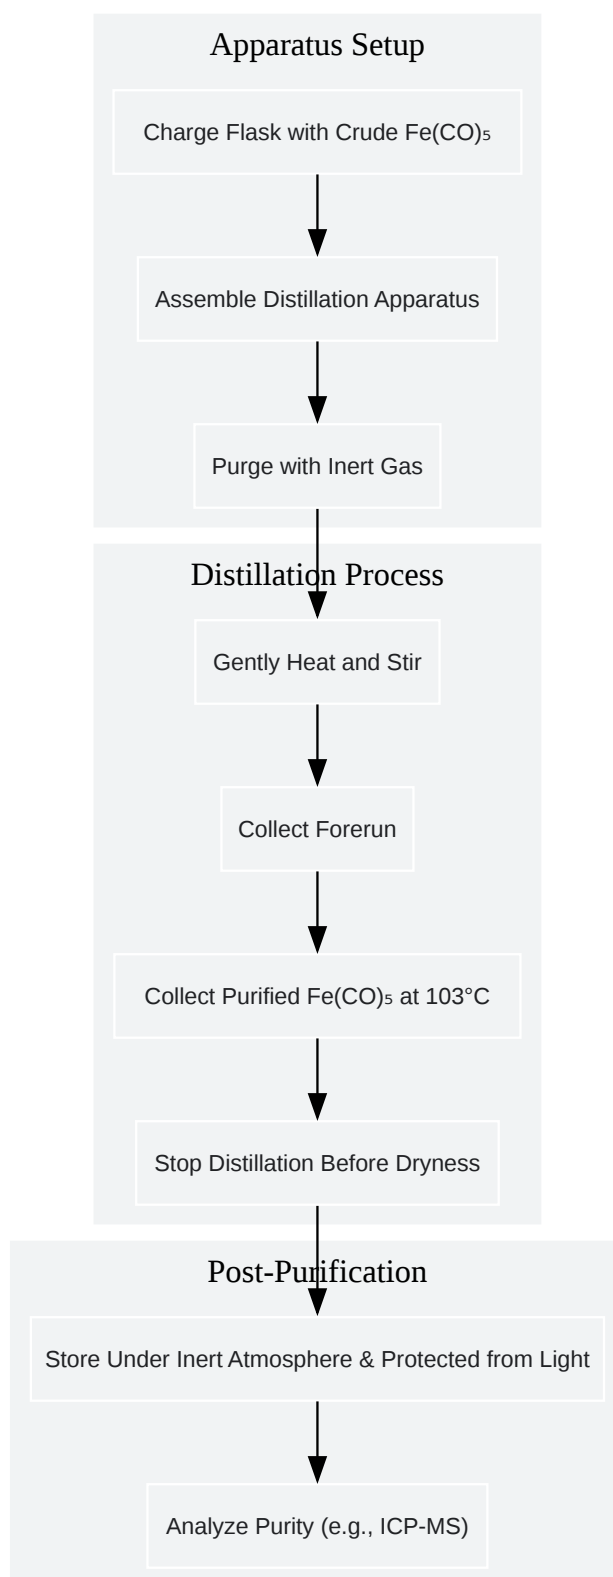 Apparatus Setup
Charge Flask with Crude Fe(CO)₅
Assemble Distillation Apparatus
Purge with Inert Gas
Distillation Process
Gently Heat and Stir
Collect Forerun
Collect Purified Fe(CO)₅ at 103°C
Stop Distillation Before Dryness
Post-Purification
Store Under Inert Atmosphere & Protected from Light
Analyze Purity (e.g., ICP-MS)